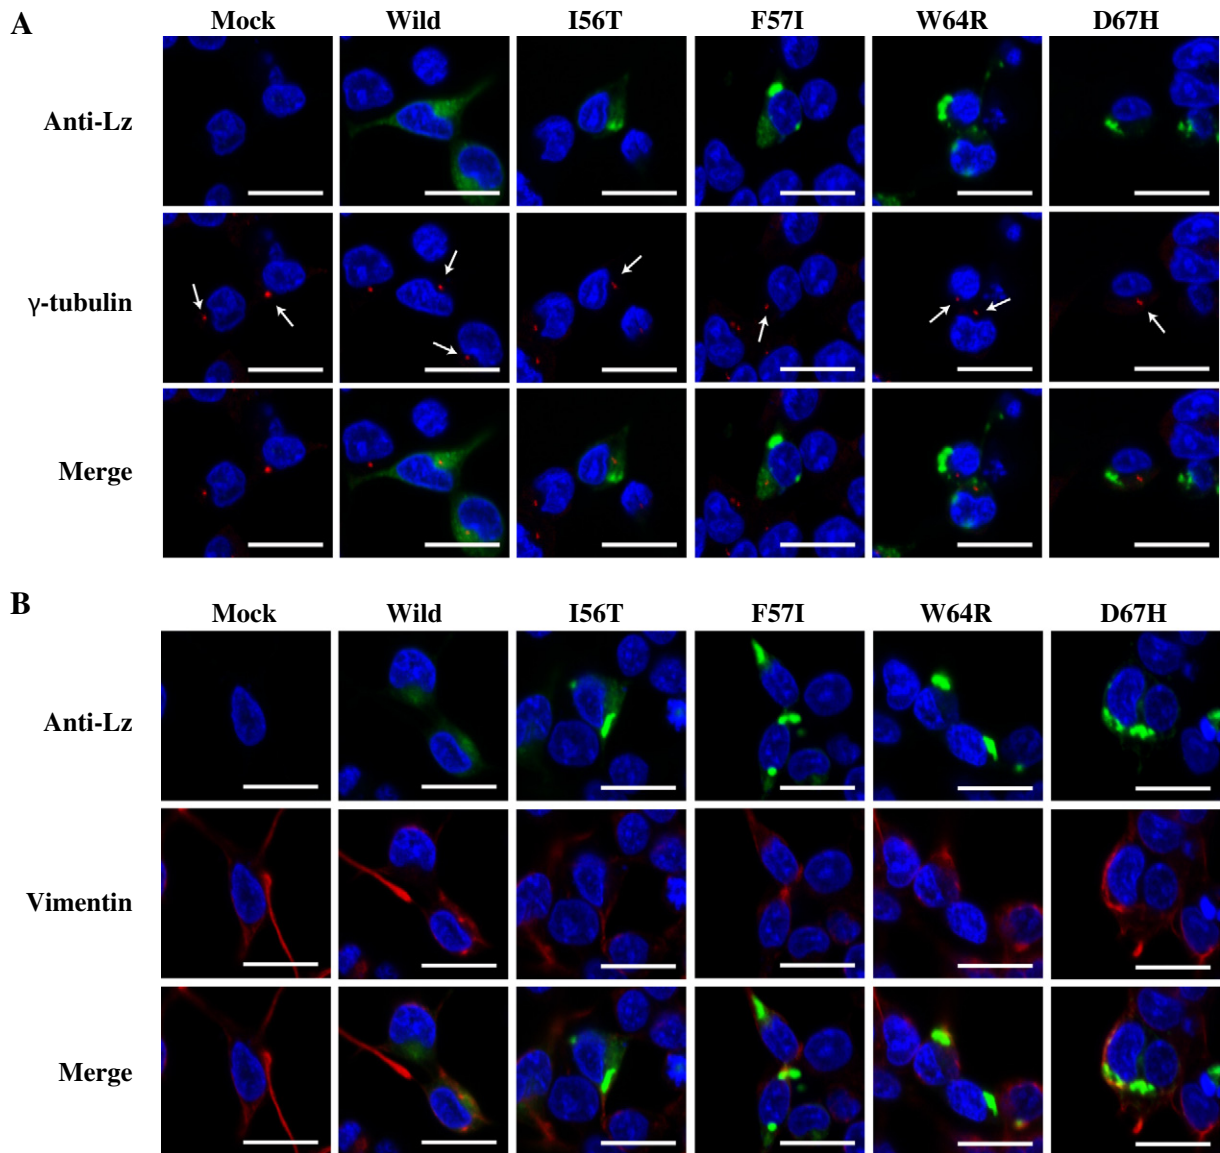 A
Mock Wild I56T F57I W64R D67H
Anti-Lz
γ-tubulin
Merge
B
Mock Wild I56T F57I W64R D67H
Anti-Lz
Vimentin
Merge